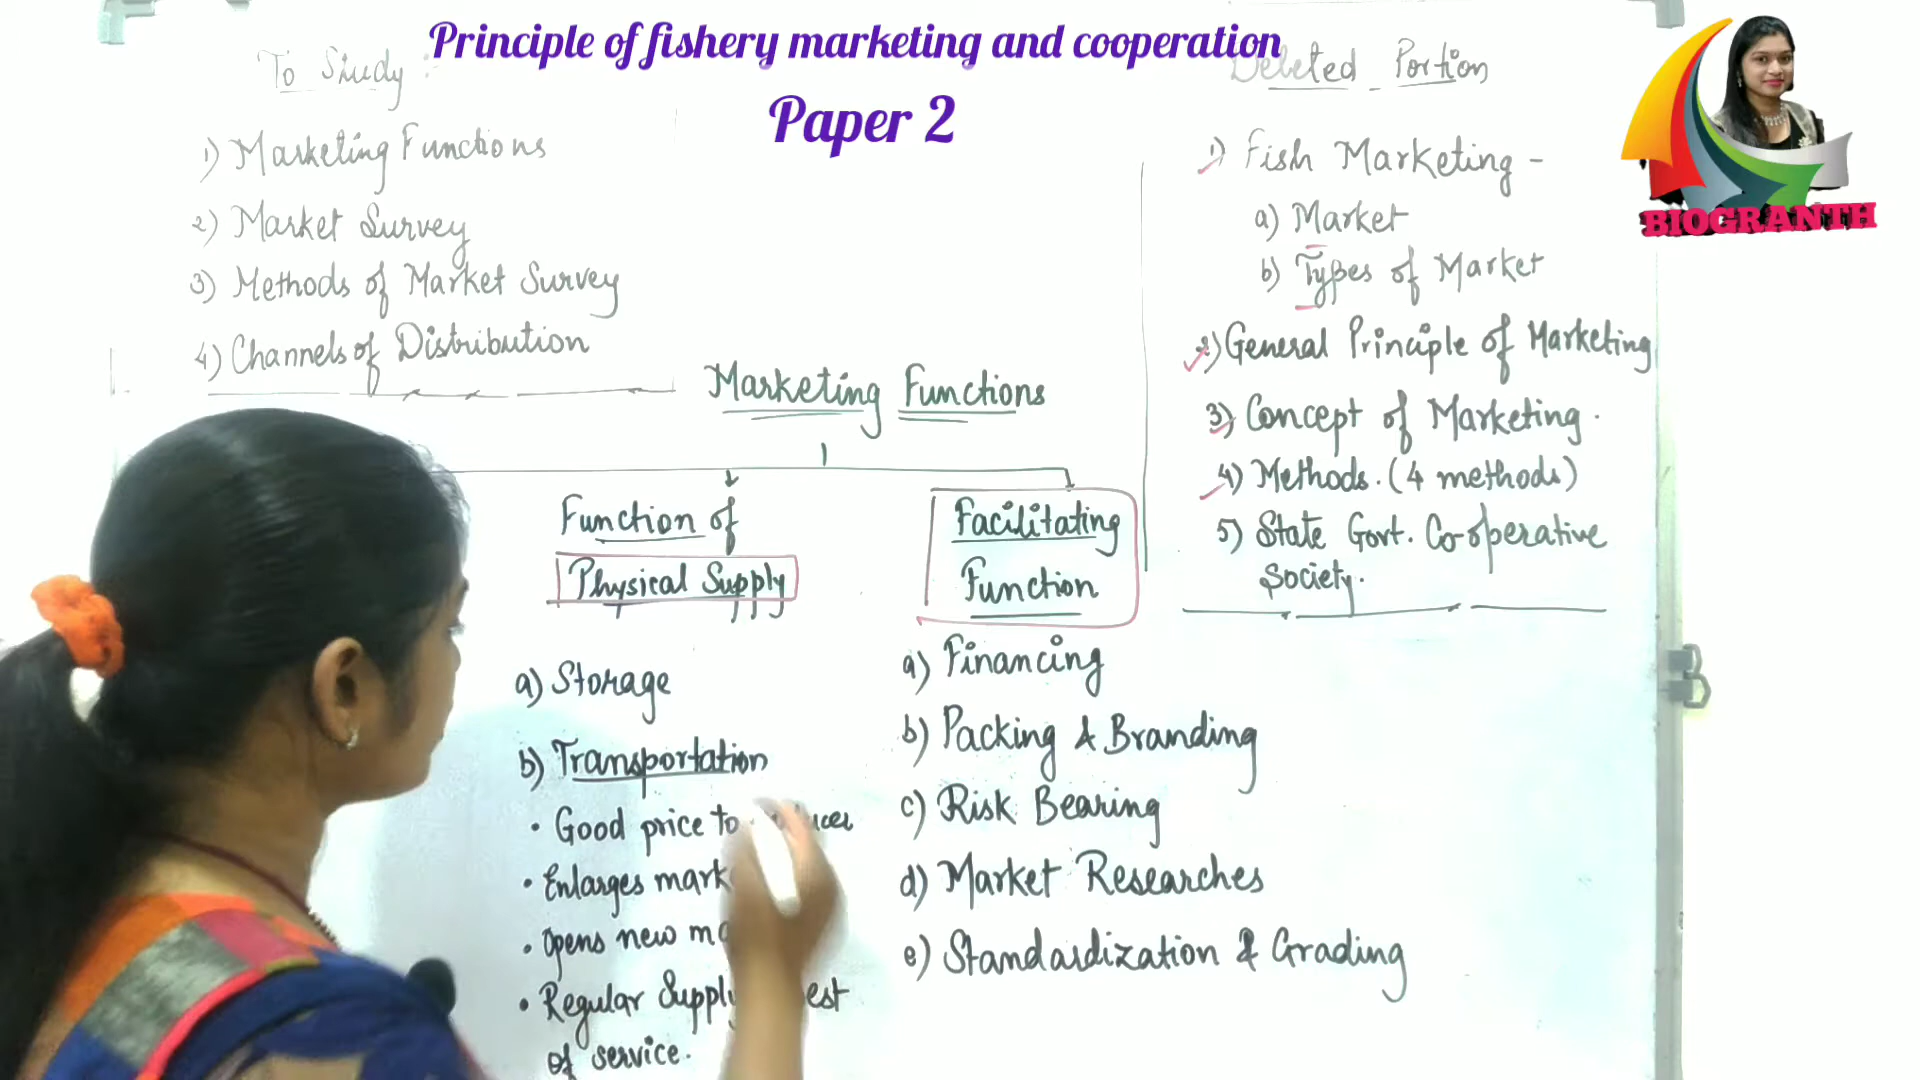 Principle of fishery marketing and cooperation
Paper 2
To Study :
1) Marketing Functions
2) Market Survey
3) Methods of Market Survey
4) Channels of Distribution
Marketing Functions
Function of
Physical Supply
a) Storage
b) Transportation
• Good price to
• Enlarges
• Opens new
• Regular Supply
of service.
Facilitating
Function
a) Financing
b) Packing & Branding
c) Risk Bearing
d) Market Researches
e) Standardization & Grading
Deleted Portion
1) Fish Marketing -
a) Market
b) Types of Market
2) General Principle of Marketing
3) Concept of Marketing.
4) Methods. (4 methods)
5) State Govt. Co-operative
Society.
BIOGRANTH